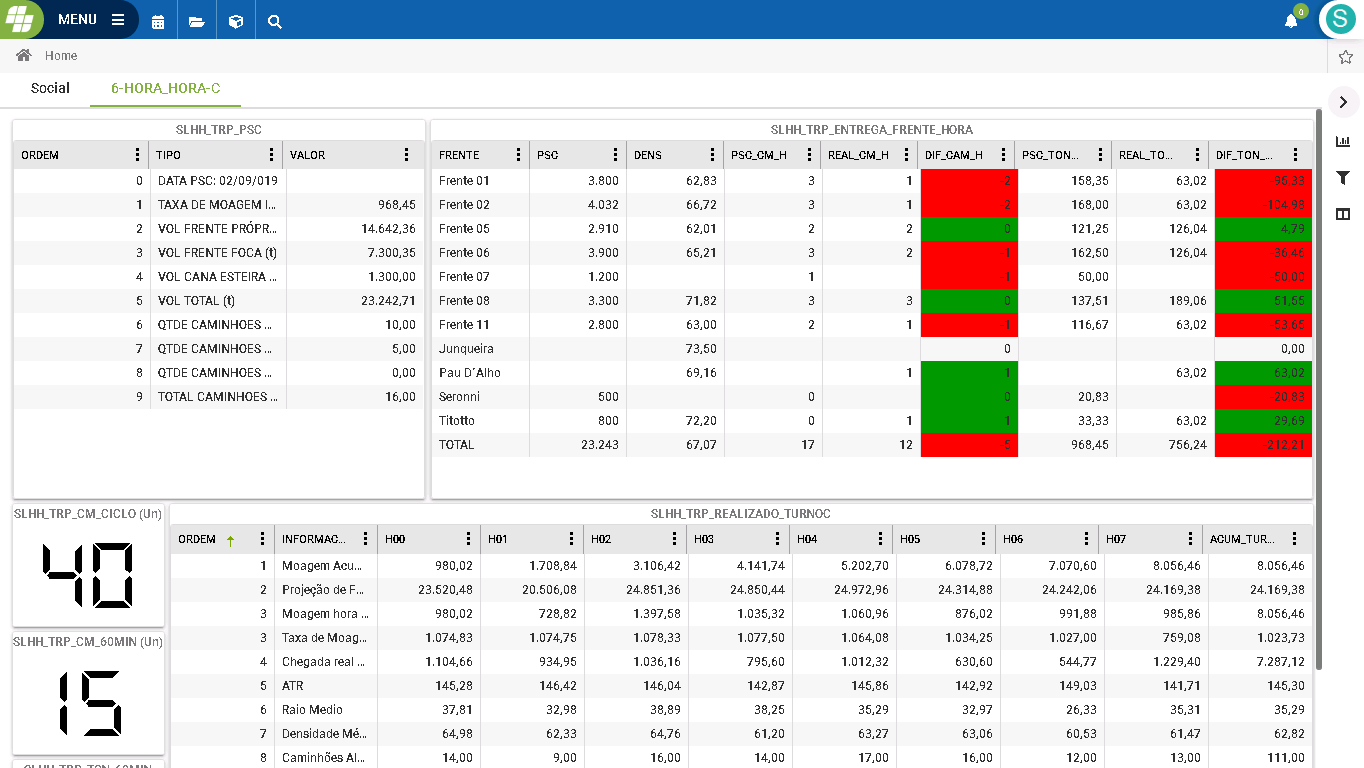 MENU
0
S
Home
Social 6-HORA_HORA-C
SLHH_TRP_PSC
ORDEM TIPO VALOR
0 DATA PSC: 02/09/019
1 TAXA DE MOAGEM I... 968,45
2 VOL FRENTE PRÓPR... 14.642,36
3 VOL FRENTE FOCA (t) 7.300,35
4 VOL CANA ESTEIRA ... 1.300,00
5 VOL TOTAL (t) 23.242,71
6 QTDE CAMINHOES ... 10,00
7 QTDE CAMINHOES ... 5,00
8 QTDE CAMINHOES ... 0,00
9 TOTAL CAMINHOES ... 16,00
SLHH_TRP_ENTREGA_FRENTE_HORA
FRENTE PSC DENS PSC_CM_H REAL_CM_H DIF_CAM_H PSC_TON... REAL_TO... DIF_TON_...
Frente 01 3.800 62,83 3 1 -2 158,35 63,02 -95,33
Frente 02 4.032 66,72 3 1 -2 168,00 63,02 -104,98
Frente 05 2.910 62,01 2 2 0 121,25 126,04 4,79
Frente 06 3.900 65,21 3 2 -1 162,50 126,04 -36,46
Frente 07 1.200 1 -1 50,00 -50,00
Frente 08 3.300 71,82 3 3 0 137,51 189,06 51,55
Frente 11 2.800 63,00 2 1 -1 116,67 63,02 -53,65
Junqueira 73,50 0 0,00
Pau D´Alho 69,16 1 1 63,02 63,02
Seronni 500 0 0 20,83 -20,83
Titotto 800 72,20 0 1 1 33,33 63,02 29,69
TOTAL 23.243 67,07 17 12 -5 968,45 756,24 -212,21
SLHH_TRP_CM_CICLO (Un)
40
SLHH_TRP_CM_60MIN (Un)
15
SLHH_TRP_TON_60MIN
SLHH_TRP_REALIZADO_TURNOC
ORDEM INFORMAC... H00 H01 H02 H03 H04 H05 H06 H07 ACUM_TUR...
1 Moagem Acu... 980,02 1.708,84 3.106,42 4.141,74 5.202,70 6.078,72 7.070,60 8.056,46 8.056,46
2 Projeção de F... 23.520,48 20.506,08 24.851,36 24.850,44 24.972,96 24.314,88 24.242,06 24.169,38 24.169,38
3 Moagem hora ... 980,02 728,82 1.397,58 1.035,32 1.060,96 876,02 991,88 985,86 8.056,46
3 Taxa de Moag... 1.074,83 1.074,75 1.078,33 1.077,50 1.064,08 1.034,25 1.027,00 759,08 1.023,73
4 Chegada real ... 1.104,66 934,95 1.036,16 795,60 1.012,32 630,60 544,77 1.229,40 7.287,12
5 ATR 145,28 146,42 146,04 142,87 145,86 142,92 149,03 141,71 145,30
6 Raio Medio 37,81 32,98 38,89 38,25 35,29 32,97 26,33 35,31 35,29
7 Densidade Mé... 64,98 62,33 64,76 61,20 63,27 63,06 60,53 61,47 62,82
8 Caminhões Al... 14,00 9,00 16,00 14,00 17,00 16,00 12,00 13,00 111,00